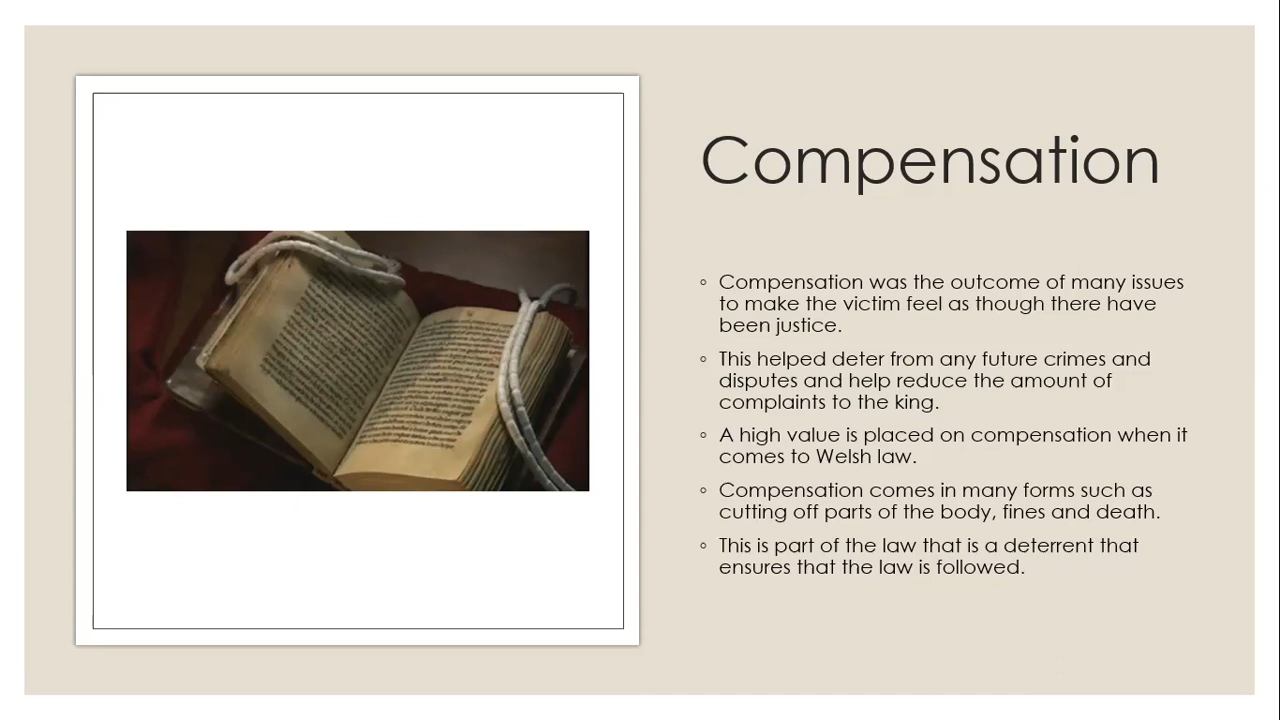 Compensation
◦ Compensation was the outcome of many issues
to make the victim feel as though there have
been justice.
◦ This helped deter from any future crimes and
disputes and help reduce the amount of
complaints to the king.
◦ A high value is placed on compensation when it
comes to Welsh law.
◦ Compensation comes in many forms such as
cutting off parts of the body, fines and death.
◦ This is part of the law that is a deterrent that
ensures that the law is followed.